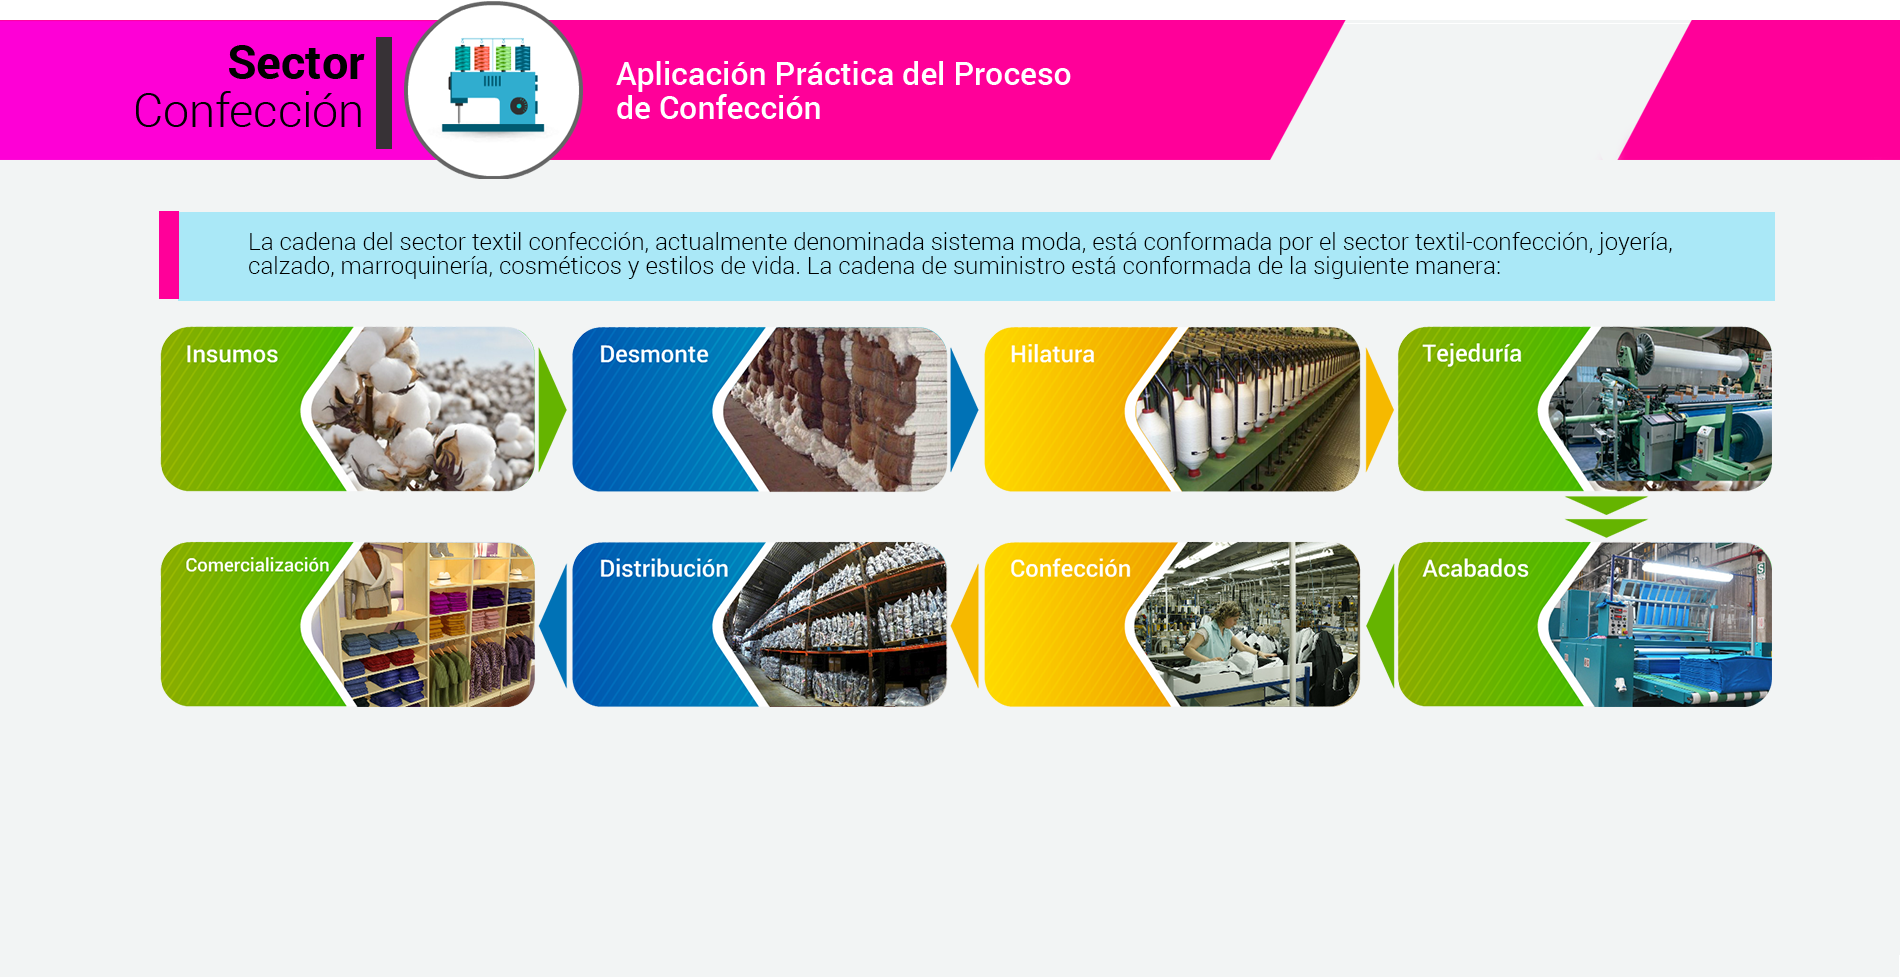 Sector
Confección
Aplicación Práctica del Proceso
de Confección
La cadena del sector textil confección, actualmente denominada sistema moda, está conformada por el sector textil-confección, joyería,
calzado, marroquinería, cosméticos y estilos de vida. La cadena de suministro está conformada de la siguiente manera:
Insumos
Desmonte
Hilatura
Tejeduría
Comercialización
Distribución
Confección
Acabados